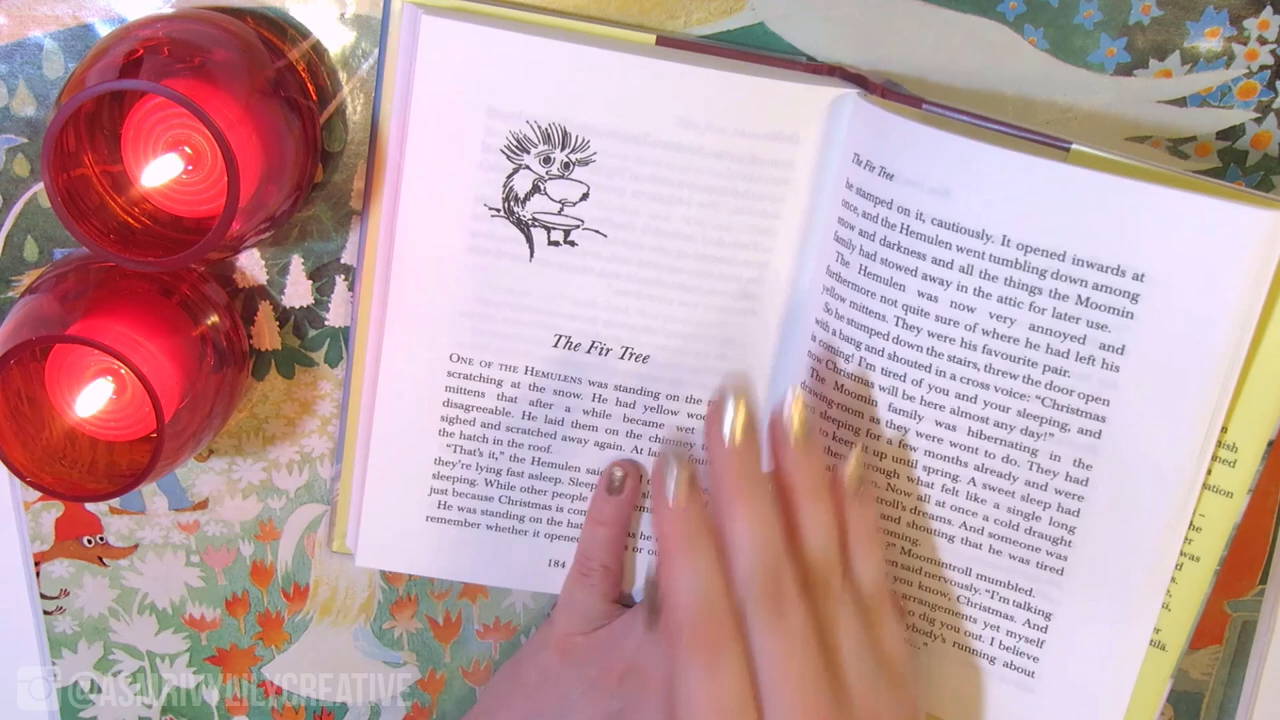 The Fir Tree
ONE OF THE HEMULENS was standing on the
scratching at the snow. He had yellow
mittens that after a while became wet
disagreeable. He laid them on the chimney
sighed and scratched away again. At
the hatch in the roof.
"That's it," the Hemulen
they're lying fast asleep.
sleeping. While other people
just because Christmas is
He was standing on the
remember whether it opened or
184
The Fir Tree
he stamped on it, cautiously. It opened inwards at
once, and the Hemulen went tumbling down among
snow and darkness and all the things the Moomin
family had stowed away in the attic for later use.
The Hemulen was now very annoyed and
furthermore not quite sure of where he had left his
yellow mittens. They were his favourite pair.
So he stumped down the stairs, threw the door open
with a bang and shouted in a cross voice: "Christmas
is coming! I'm tired of you and your sleeping, and
now Christmas will be here almost any day!"
The Moomin family was hibernating in the
drawing-room as they were wont to do. They had
sleeping for a few months already and were
to keep it up until spring. A sweet sleep had
through what felt like a single long
Now all at once a cold draught
dreams. And someone was
and shouting that he was tired
coming.
Moomintroll mumbled.
said nervously. "I'm talking
you know, Christmas. And
arrangements yet myself
to dig you out. I believe
running about
@ASMRIVYLILYCREATIVE